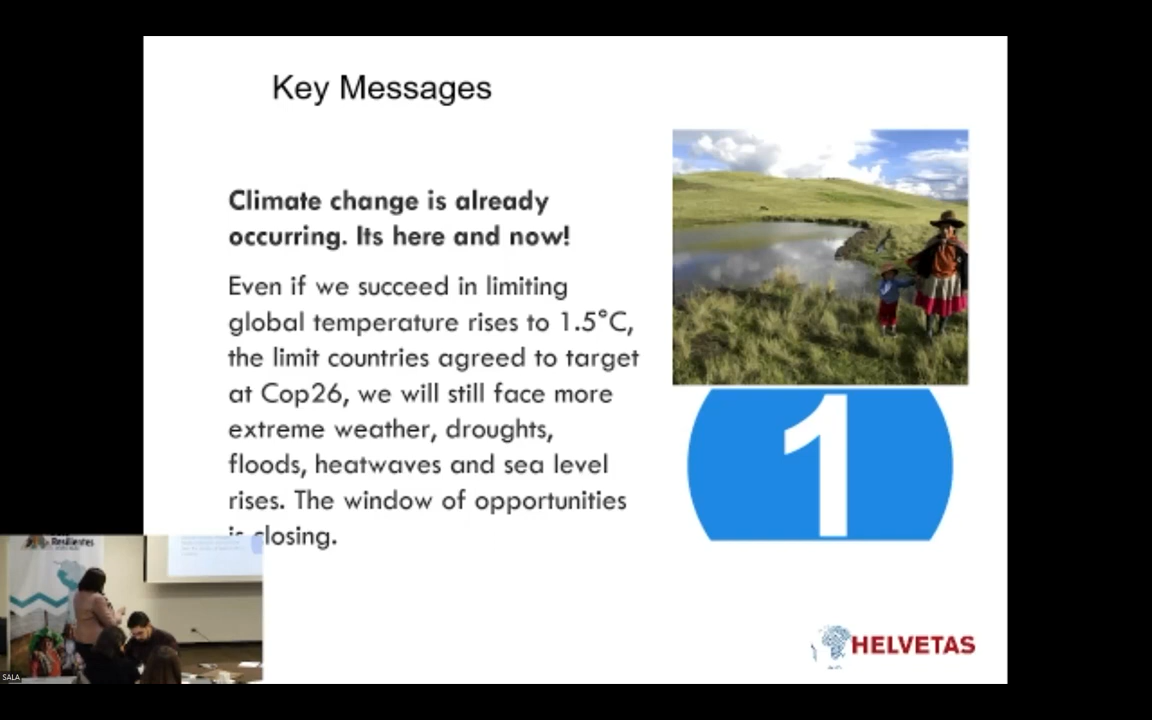 Key Messages
Climate change is already
occurring. Its here and now!
Even if we succeed in limiting
global temperature rises to 1.5°C,
the limit countries agreed to target
at Cop26, we will still face more
extreme weather, droughts,
floods, heatwaves and sea level
rises. The window of opportunities
is closing.
1
HELVETAS
Resilientes
SALA